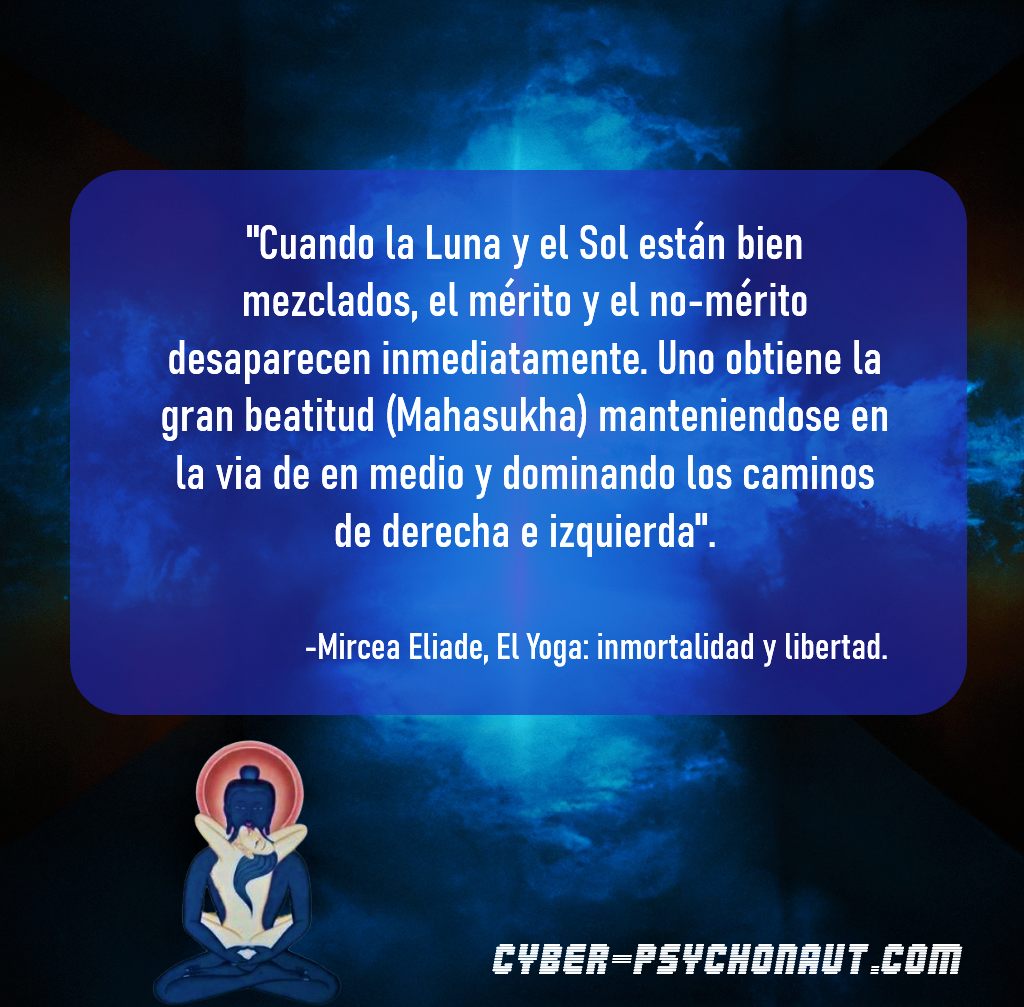 "Cuando la Luna y el Sol están bien
mezclados, el mérito y el no-mérito
desaparecen inmediatamente. Uno obtiene la
gran beatitud (Mahasukha) manteniendose en
la via de en medio y dominando los caminos
de derecha e izquierda".
-Mircea Eliade, El Yoga: inmortalidad y libertad.
CYBER-PSYCHONAUT.COM